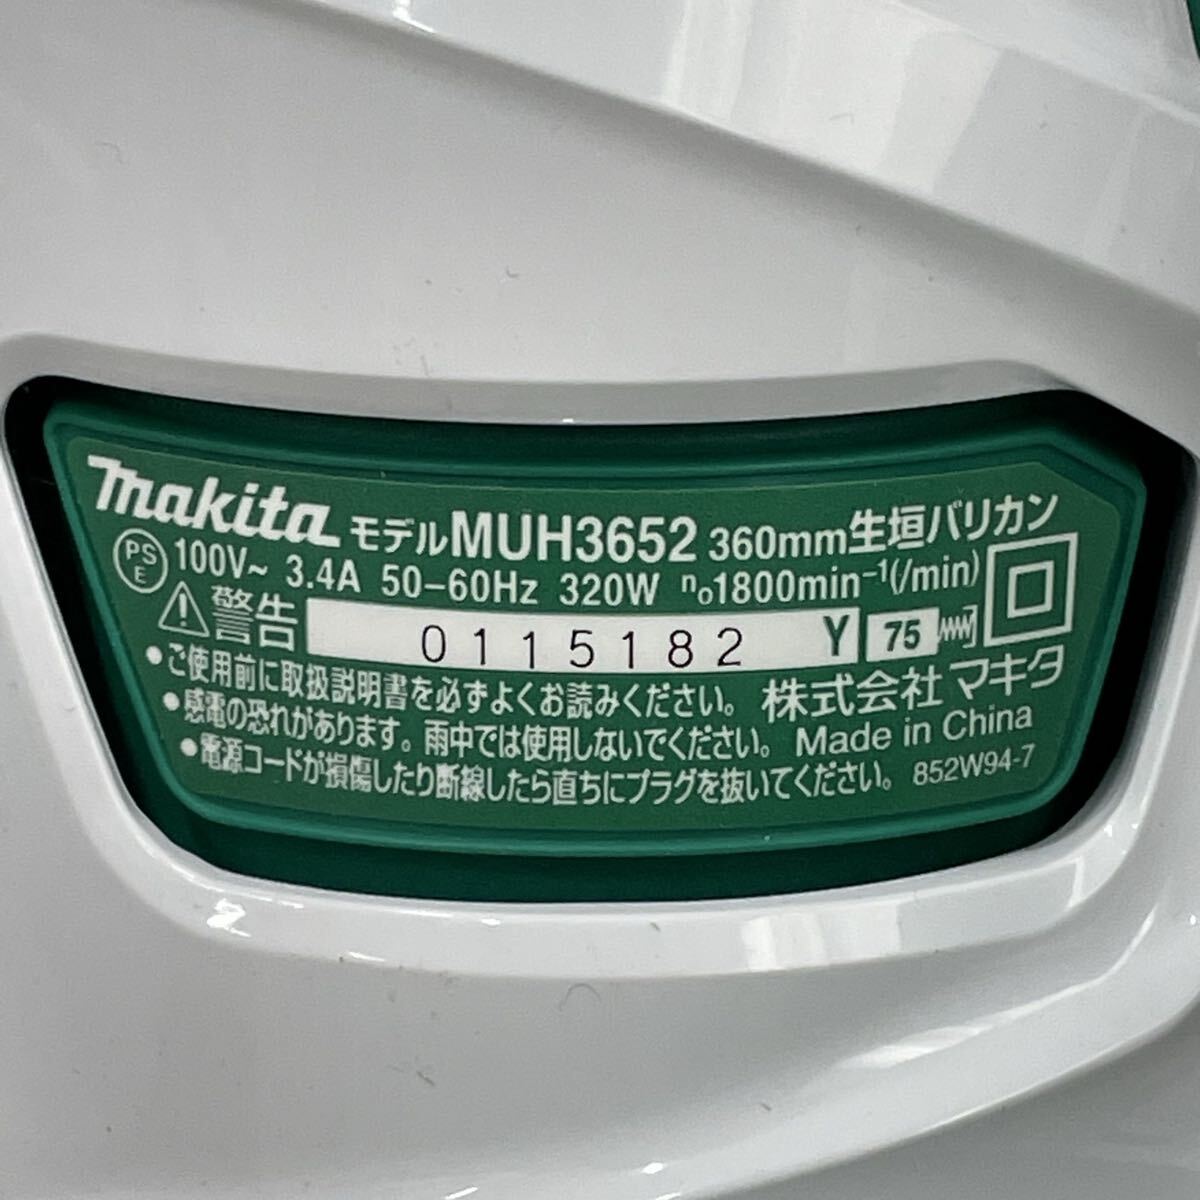 makita モデルMUH3652 360mm生垣バリカン
PS E 100V~ 3.4A 50-60Hz 320W n₀1800min⁻¹(/min)
警告 0115182 Y 75
•ご使用前に取扱説明書を必ずよくお読みください。 株式会社マキタ
•感電の恐れがあります。雨中では使用しないでください。 Made in China
•電源コードが損傷したり断線したら直ちにプラグを抜いてください。 852W94-7